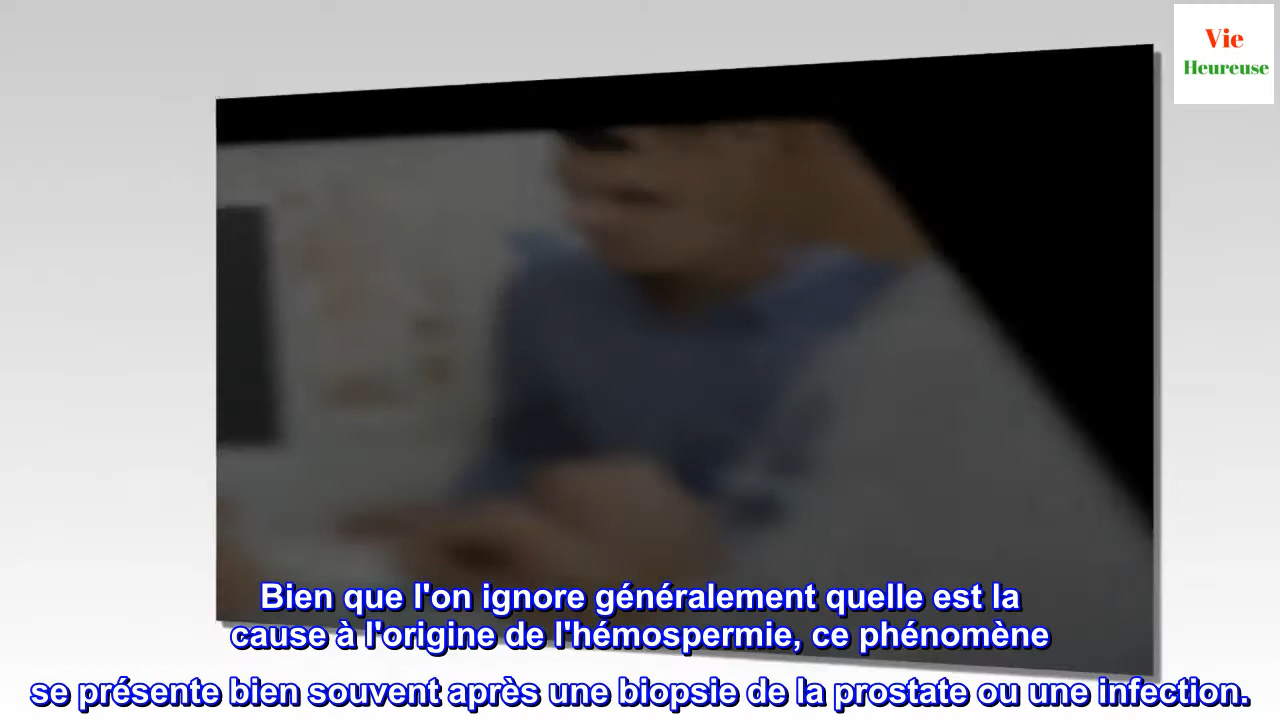 Vie
Heureuse
Bien que l'on ignore généralement quelle est la
cause à l'origine de l'hémospermie, ce phénomène
se présente bien souvent après une biopsie de la prostate ou une infection.